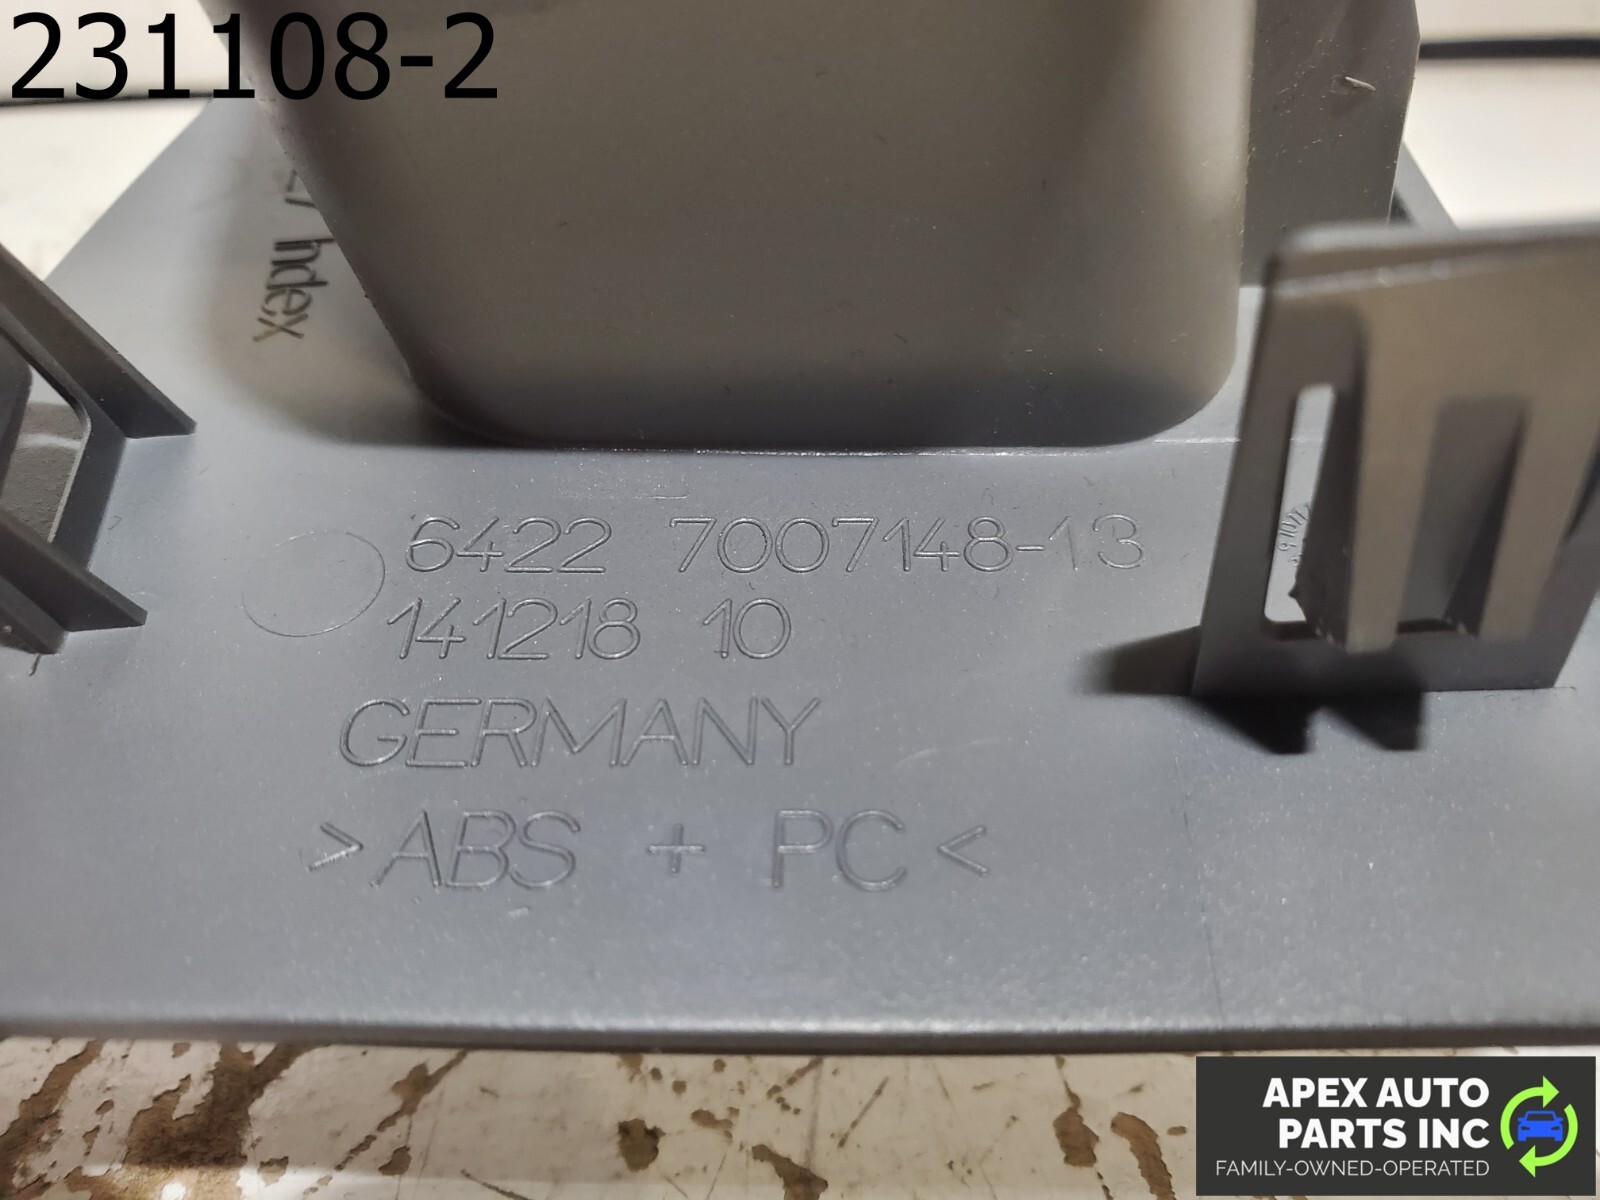 231108-2
Index
6422 7007148-13
141218 10
GERMANY
>ABS + PC<
APEX AUTO
PARTS INC
FAMILY-OWNED-OPERATED